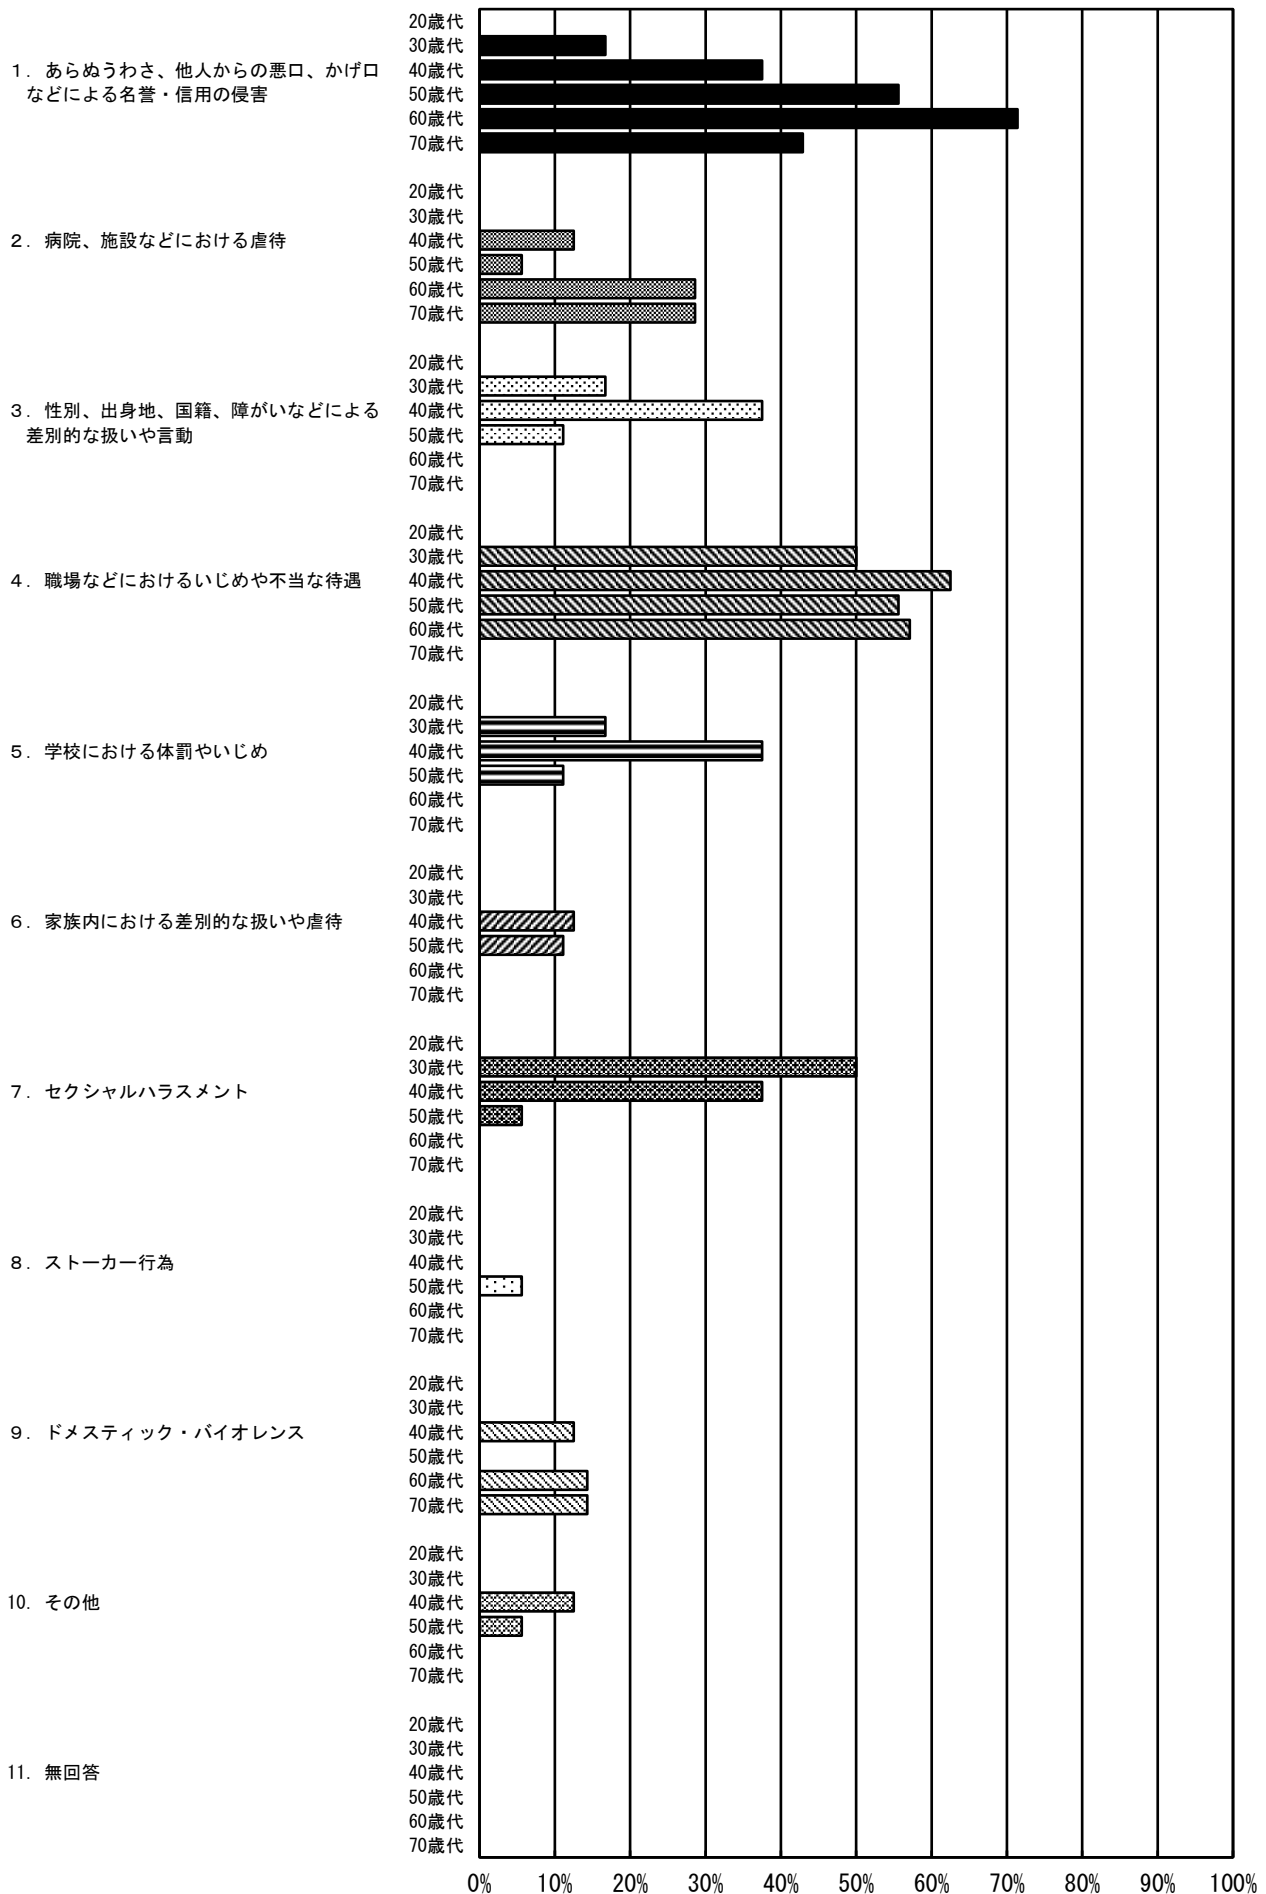 20歳代
30歳代
1. あらぬうわさ、他人からの悪口、かげ口
などによる名誉・信用の侵害
40歳代
50歳代
60歳代
70歳代
20歳代
30歳代
2. 病院、施設などにおける虐待
40歳代
50歳代
60歳代
70歳代
20歳代
30歳代
3. 性別、出身地、国籍、障がいなどによる
差別的な扱いや言動
40歳代
50歳代
60歳代
70歳代
20歳代
30歳代
4. 職場などにおけるいじめや不当な待遇
40歳代
50歳代
60歳代
70歳代
20歳代
30歳代
5. 学校における体罰やいじめ
40歳代
50歳代
60歳代
70歳代
20歳代
30歳代
6. 家族内における差別的な扱いや虐待
40歳代
50歳代
60歳代
70歳代
20歳代
30歳代
7. セクシャルハラスメント
40歳代
50歳代
60歳代
70歳代
20歳代
30歳代
8. ストーカー行為
40歳代
50歳代
60歳代
70歳代
20歳代
30歳代
9. ドメスティック・バイオレンス
40歳代
50歳代
60歳代
70歳代
20歳代
30歳代
10. その他
40歳代
50歳代
60歳代
70歳代
20歳代
30歳代
11. 無回答
40歳代
50歳代
60歳代
70歳代
0% 10% 20% 30% 40% 50% 60% 70% 80% 90% 100%